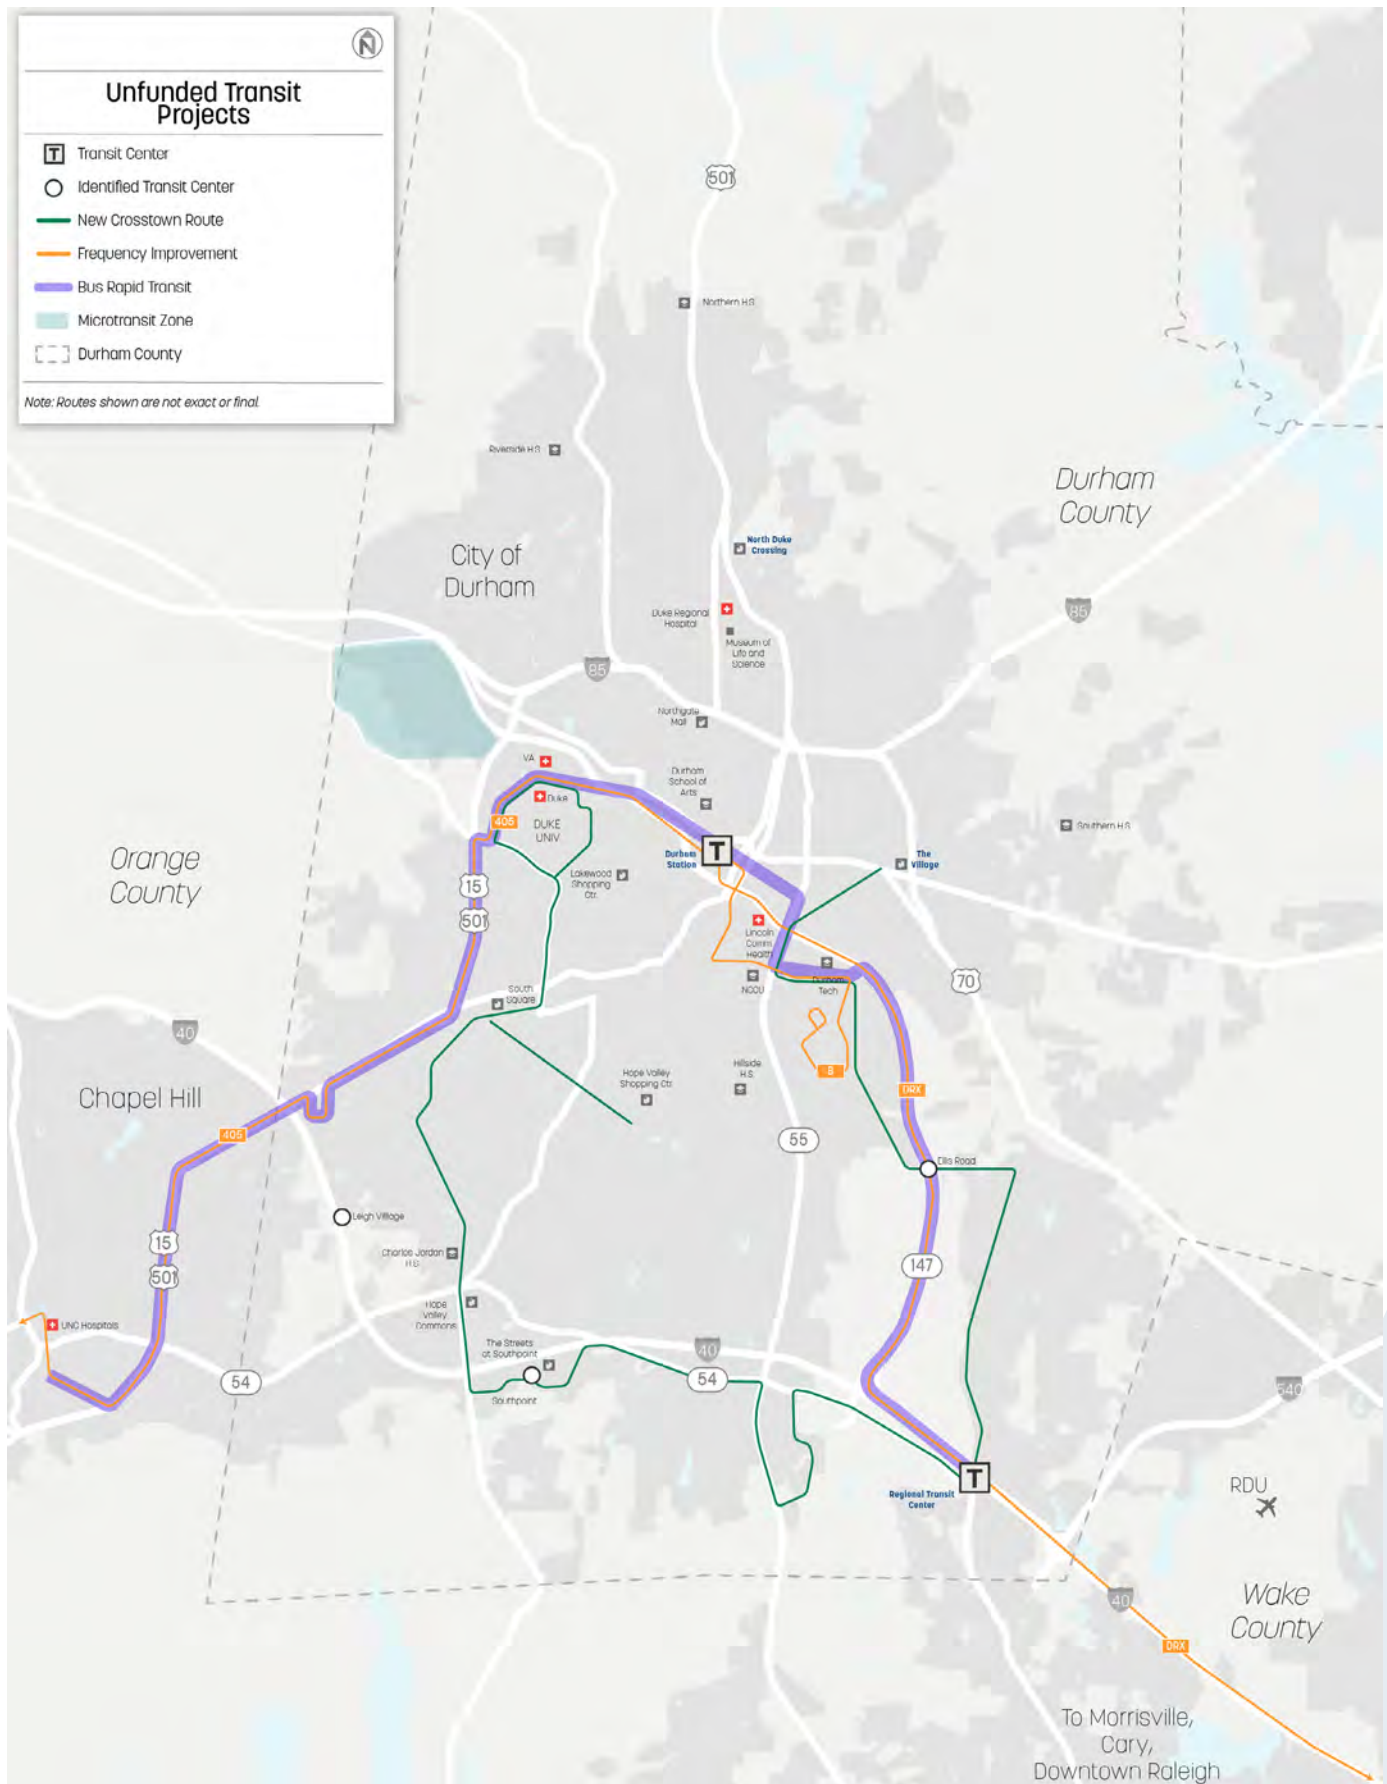 N
Unfunded Transit
Projects
T Transit Center
Identified Transit Center
New Crosstown Route
Frequency Improvement
Bus Rapid Transit
Microtransit Zone
Durham County
Note: Routes shown are not exact or final.
501
Northern H.S.
Riverside H.S.
Durham
County
North Duke
Crossing
City of
Durham
85
Duke Regional
Hospital
Museum of
Life and
Science
85
Northgate
Mall
VA
Durham
School of
Arts
Duke
405
DUKE
UNIV
Southern H.S.
T
Durham
Station
The
Village
Orange
County
Lakewood
Shopping
Ctr.
15
501
Lincoln
Comm.
Health
NCCU
Durham
Tech
70
South
Square
40
Hope Valley
Shopping Ctr.
Hillside
H.S.
8
DRX
Chapel Hill
405
55
Ellis Road
Leigh Village
15
501
Charles Jordan
H.S.
147
Hope
Valley
Commons
UNC Hospitals
The Streets
at Southpoint
40
54
54
Southpoint
540
T
Regional Transit
Center
RDU
40
Wake
County
DRX
To Morrisville,
Cary,
Downtown Raleigh